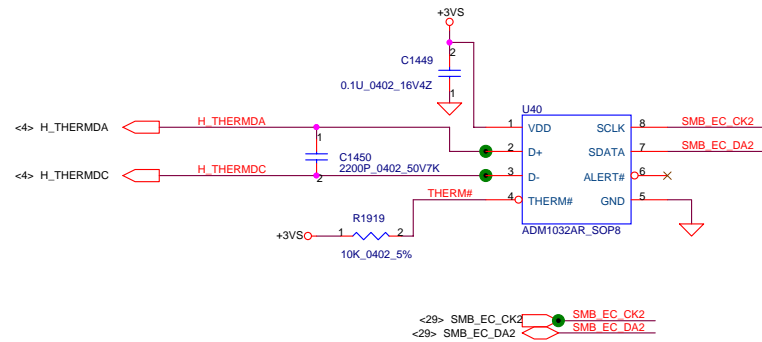 +3VS
2
C1449
0.1U_0402_16V4Z
1
U40
<4> H_THERMDA H_THERMDA 1 VDD SCLK 8 SMB_EC_CK2
1
2 D+ SDATA 7 SMB_EC_DA2
C1450
2200P_0402_50V7K
2
<4> H_THERMDC H_THERMDC 3 D- ALERT# 6
THERM# 4 THERM# GND 5
R1919
+3VS 1 2
10K_0402_5%
ADM1032AR_SOP8
<29> SMB_EC_CK2 SMB_EC_CK2
<29> SMB_EC_DA2 SMB_EC_DA2